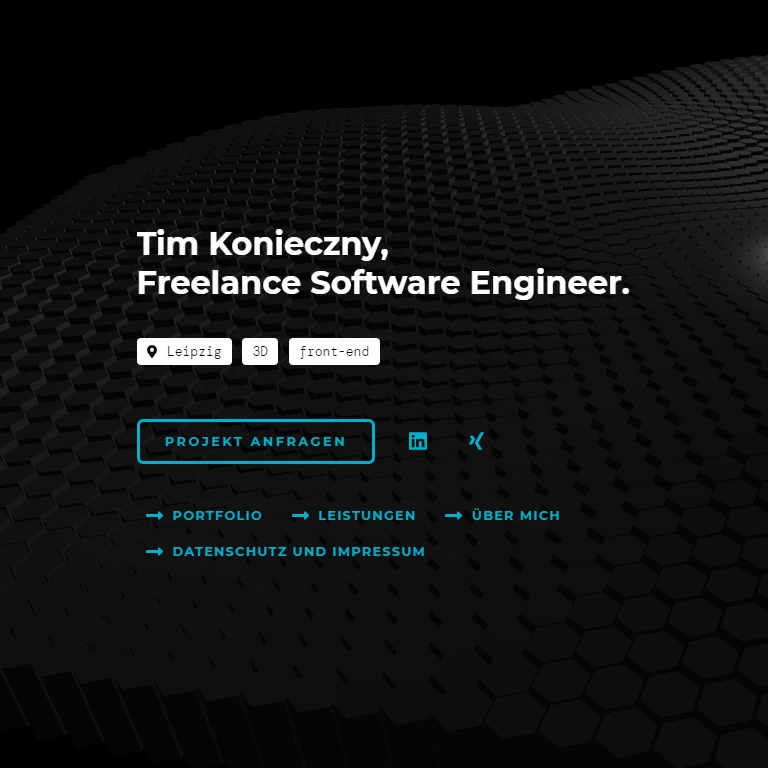 Tim Konieczny,
Freelance Software Engineer.
Leipzig 3D front-end
PROJEKT ANFRAGEN
PORTFOLIO LEISTUNGEN ÜBER MICH
DATENSCHUTZ UND IMPRESSUM